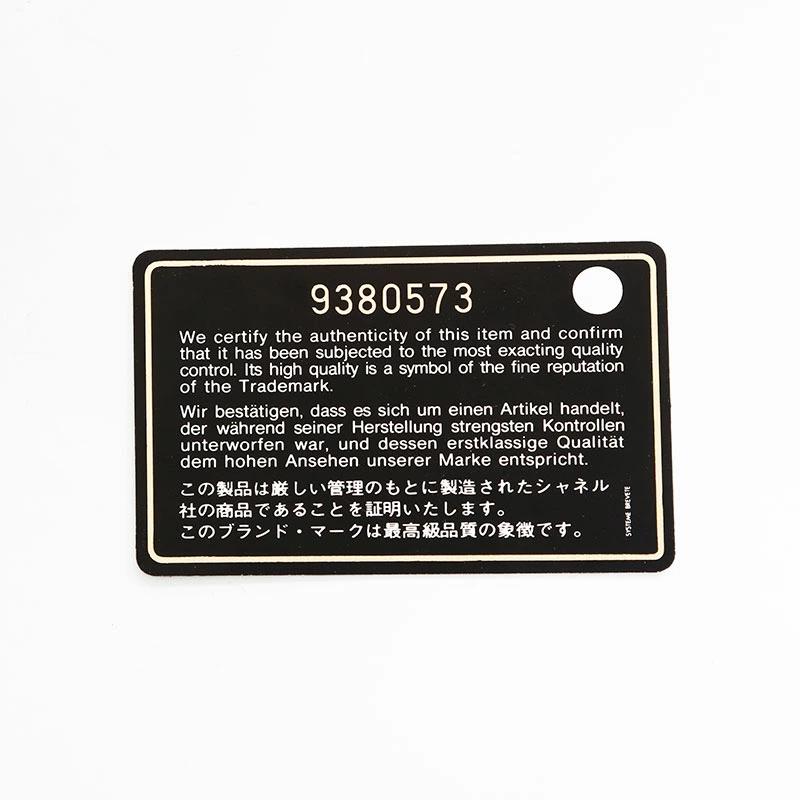 9380573
We certify the authenticity of this item and confirm
that it has been subjected to the most exacting quality
control. Its high quality is a symbol of the fine reputation
of the Trademark.
Wir bestätigen, dass es sich um einen Artikel handelt,
der während seiner Herstellung strengsten Kontrollen
unterworfen war, und dessen erstklassige Qualität
dem hohen Ansehen unserer Marke entspricht.
この製品は厳しい管理のもとに製造されたシャネル
社の商品であることを証明いたします。
このブランド・マークは最高級品質の象徴です。
SYSTEME BREVETE